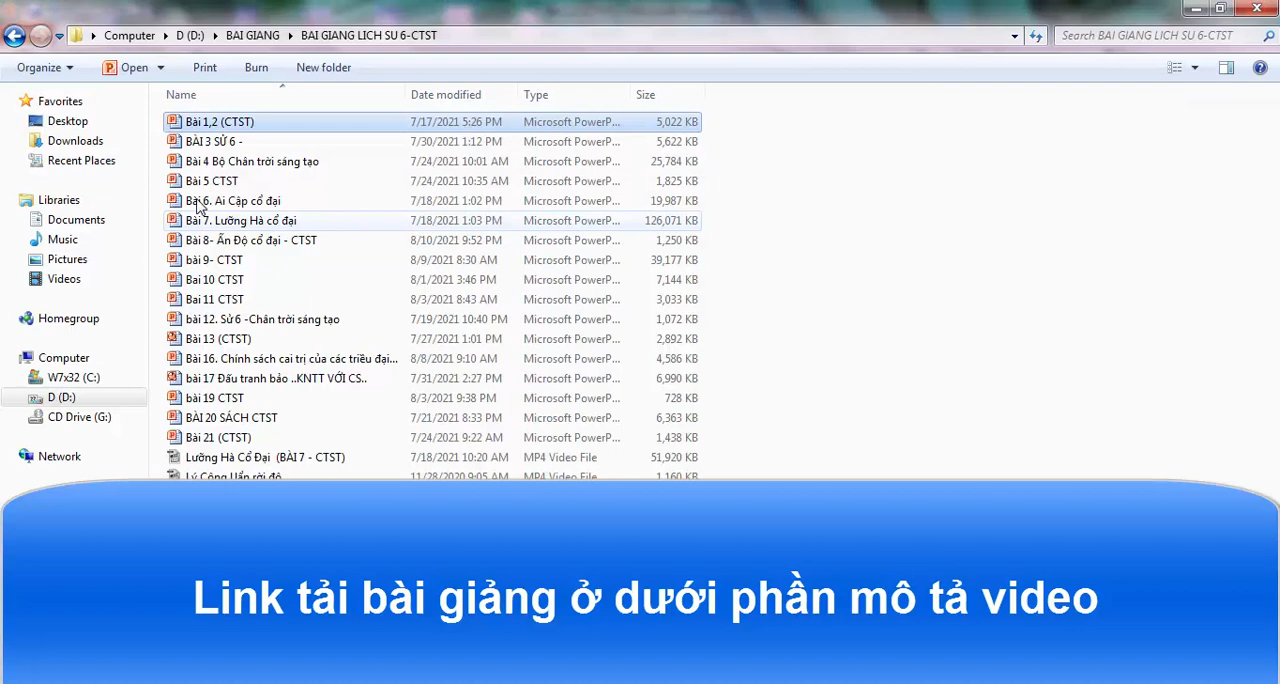 Computer ▸ D (D:) ▸ BAI GIANG ▸ BAI GIANG LICH SU 6-CTST
Search BAI GIANG LICH SU 6-CTST
Organize Open Print Burn New folder
Name Date modified Type Size
Favorites
Desktop
Downloads
Recent Places
Libraries
Documents
Music
Pictures
Videos
Homegroup
Computer
W7x32 (C:)
D (D:)
CD Drive (G:)
Network
Bài 1,2 (CTST) 7/17/2021 5:26 PM Microsoft PowerP... 5,022 KB
BÀI 3 SỬ 6 - 7/30/2021 1:12 PM Microsoft PowerP... 5,622 KB
Bài 4 Bộ Chân trời sáng tạo 7/24/2021 10:01 AM Microsoft PowerP... 25,784 KB
Bài 5 CTST 7/24/2021 10:35 AM Microsoft PowerP... 1,825 KB
Bài 6. Ai Cập cổ đại 7/18/2021 1:02 PM Microsoft PowerP... 19,987 KB
Bài 7. Lưỡng Hà cổ đại 7/18/2021 1:03 PM Microsoft PowerP... 126,071 KB
Bài 8- Ấn Độ cổ đại - CTST 8/10/2021 9:52 PM Microsoft PowerP... 1,250 KB
bài 9- CTST 8/9/2021 8:30 AM Microsoft PowerP... 39,177 KB
Bai 10 CTST 8/1/2021 3:46 PM Microsoft PowerP... 7,144 KB
Bai 11 CTST 8/3/2021 8:43 AM Microsoft PowerP... 3,033 KB
bài 12. Sử 6 -Chân trời sáng tạo 7/19/2021 10:40 PM Microsoft PowerP... 1,072 KB
Bài 13 (CTST) 7/27/2021 1:01 PM Microsoft PowerP... 2,892 KB
Bài 16. Chính sách cai trị của các triều đại... 8/8/2021 9:10 AM Microsoft PowerP... 4,586 KB
bài 17 Đấu tranh bảo ..KNTT VỚI CS.. 7/31/2021 2:27 PM Microsoft PowerP... 6,990 KB
bài 19 CTST 8/3/2021 9:38 PM Microsoft PowerP... 728 KB
BÀI 20 SÁCH CTST 7/21/2021 8:33 PM Microsoft PowerP... 6,363 KB
Bài 21 (CTST) 7/24/2021 9:22 AM Microsoft PowerP... 1,438 KB
Lưỡng Hà Cổ Đại (BÀI 7 - CTST) 7/18/2021 10:20 AM MP4 Video File 51,920 KB
Lý Công Uẩn rời đô 11/28/2020 9:05 AM MP4 Video File 1,160 KB
Link tải bài giảng ở dưới phần mô tả video